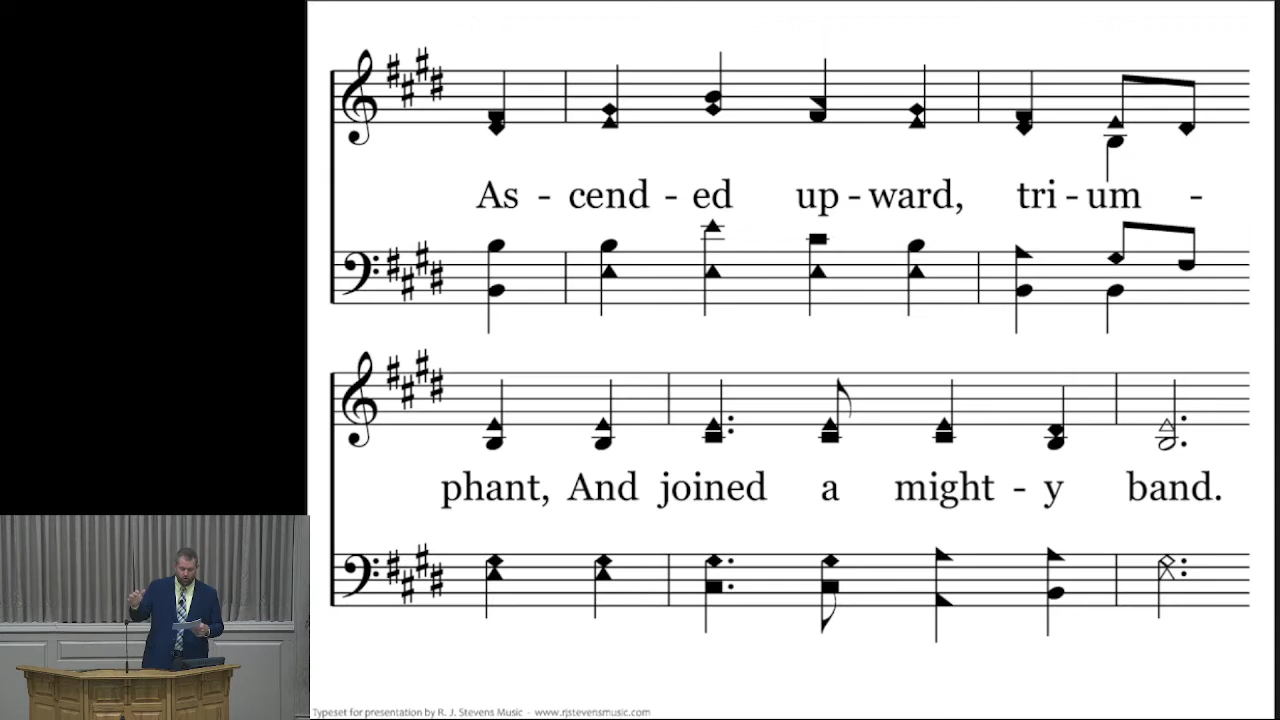 As - cend - ed up - ward, tri - um -
phant, And joined a might - y band.
Typeset for presentation by R. J. Stevens Music - www.rjstevensmusic.com